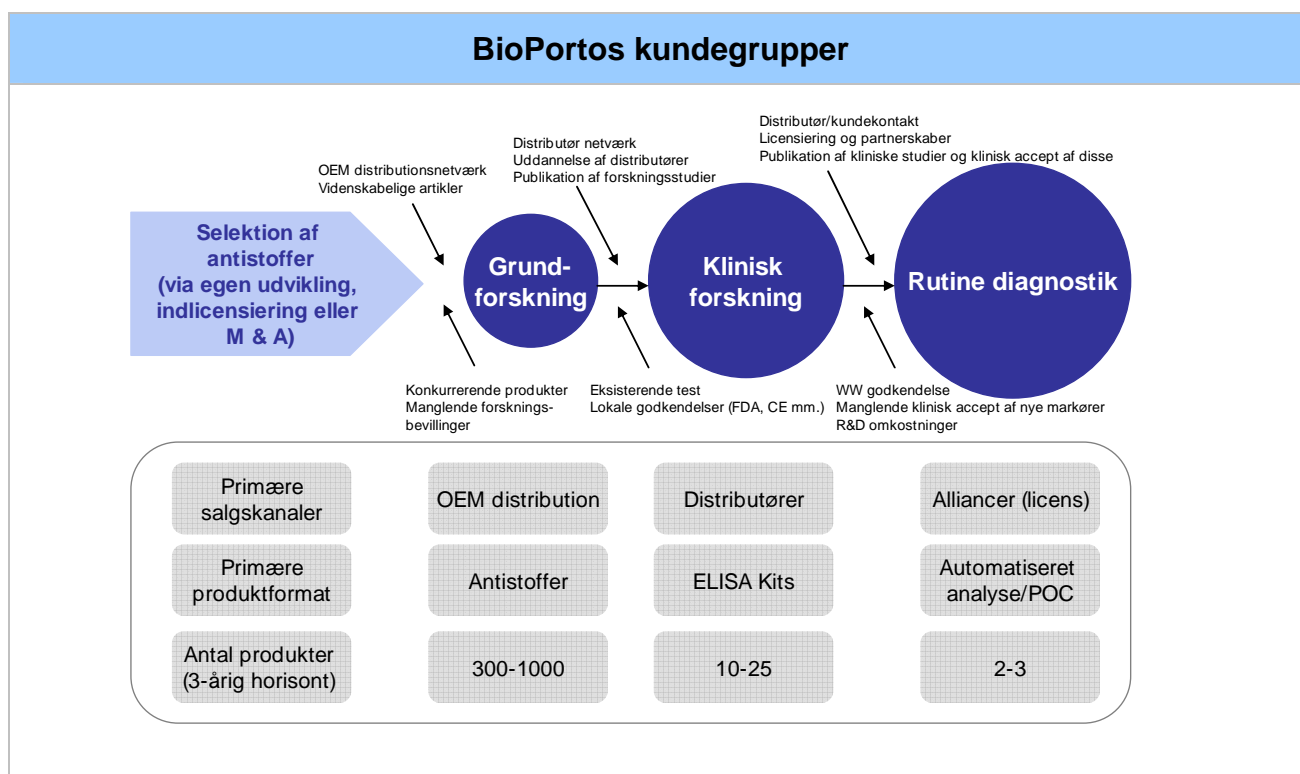 BioPortos kundegrupper
OEM distributionsnetværk
Videnskabelige artikler
Distributør netværk
Uddannelse af distributører
Publikation af forskningsstudier
Distributør/kundekontakt
Licensiering og partnerskaber
Publikation af kliniske studier og klinisk accept af disse
Selektion af
antistoffer
(via egen udvikling,
indlicensiering eller
M & A)
Grund-
forskning
Klinisk
forskning
Rutine diagnostik
Konkurrerende produkter
Manglende forsknings-
bevillinger
Eksisterende test
Lokale godkendelser (FDA, CE mm.)
WW godkendelse
Manglende klinisk accept af nye markører
R&D omkostninger
Primære
salgskanaler
OEM distribution
Distributører
Alliancer (licens)
Primære
produktformat
Antistoffer
ELISA Kits
Automatiseret
analyse/POC
Antal produkter
(3-årig horisont)
300-1000
10-25
2-3